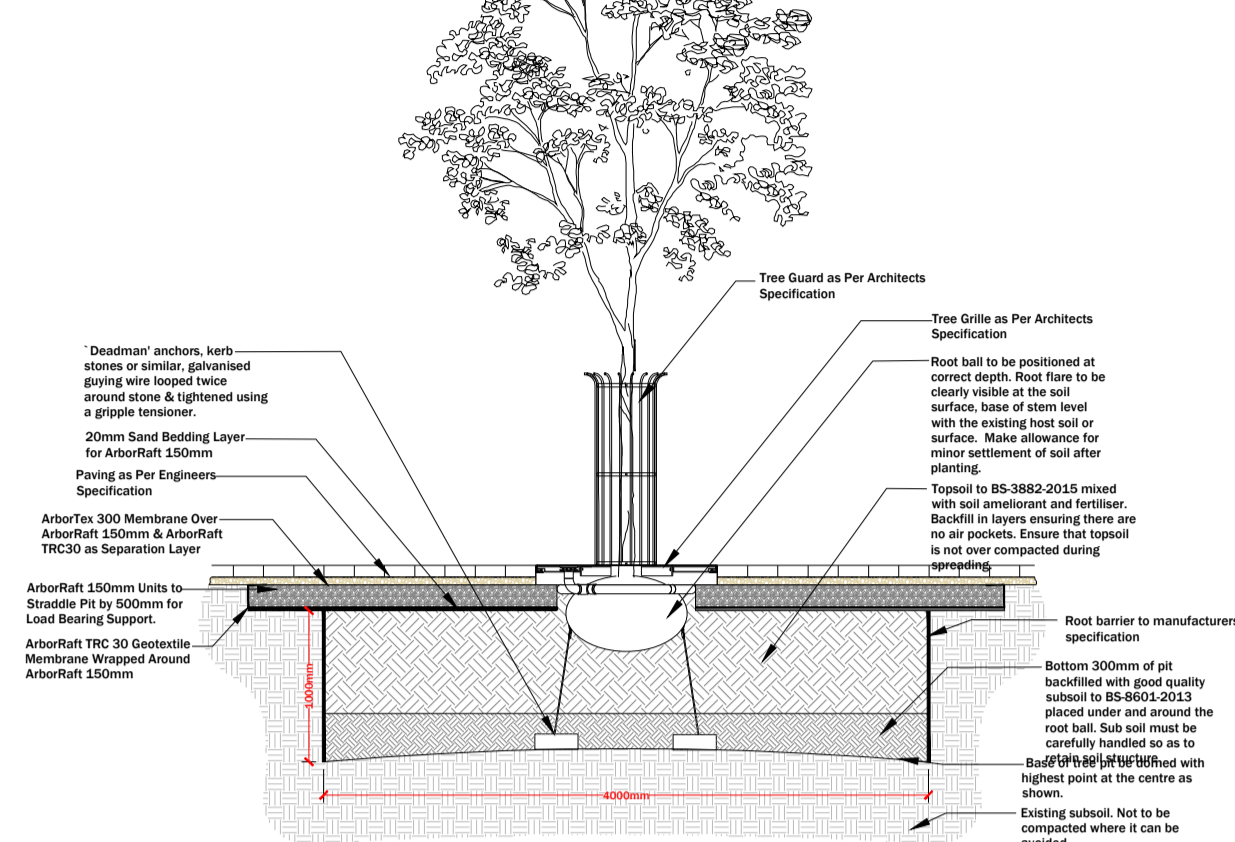 Tree Guard as Per Architects
Specification
Tree Grille as Per Architects
Specification
`Deadman' anchors, kerb
stones or similar, galvanised
guying wire looped twice
around stone & tightened using
a gripple tensioner.
20mm Sand Bedding Layer
for ArborRaft 150mm
Paving as Per Engineers
Specification
ArborTex 300 Membrane Over
ArborRaft 150mm & ArborRaft
TRC30 as Separation Layer
ArborRaft 150mm Units to
Straddle Pit by 500mm for
Load Bearing Support.
ArborRaft TRC 30 Geotextile
Membrane Wrapped Around
ArborRaft 150mm
Root ball to be positioned at
correct depth. Root flare to be
clearly visible at the soil
surface, base of stem level
with the existing host soil or
surface. Make allowance for
minor settlement of soil after
planting.
Topsoil to BS-3882-2015 mixed
with soil ameliorant and fertiliser.
Backfill in layers ensuring there are
no air pockets. Ensure that topsoil
is not over compacted during
spreading.
Root barrier to manufacturers
specification
Bottom 300mm of pit
backfilled with good quality
subsoil to BS-8601-2013
placed under and around the
root ball. Sub soil must be
carefully handled so as to
retain soil structure.
Base of tree pit be domed with
highest point at the centre as
shown.
Existing subsoil. Not to be
compacted where it can be
avoided
1000mm
4000mm